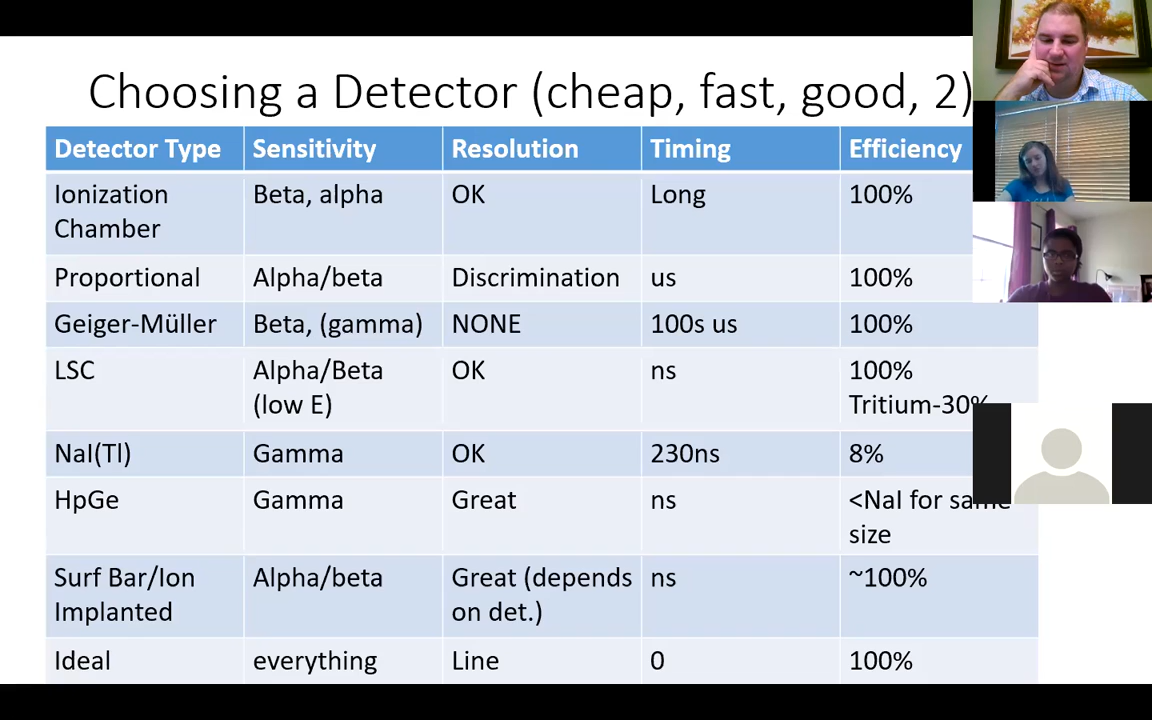 Choosing a Detector (cheap, fast, good, 2)
Detector Type Sensitivity Resolution Timing Efficiency
Ionization Chamber Beta, alpha OK Long 100%
Proportional Alpha/beta Discrimination us 100%
Geiger-Müller Beta, (gamma) NONE 100s us 100%
LSC Alpha/Beta (low E) OK ns 100% Tritium-30%
NaI(Tl) Gamma OK 230ns 8%
HpGe Gamma Great ns <NaI for same size
Surf Bar/Ion Implanted Alpha/beta Great (depends on det.) ns ~100%
Ideal everything Line 0 100%